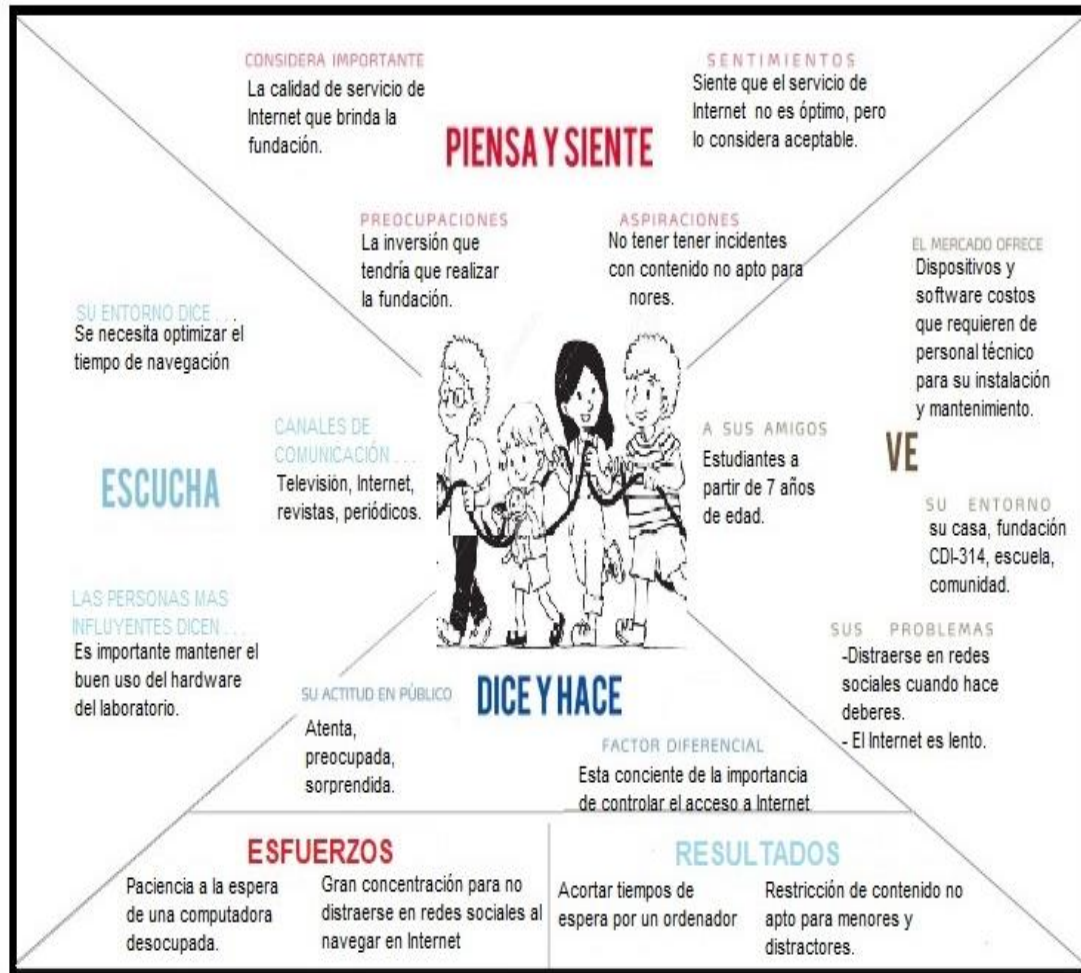 CONSIDERA IMPORTANTE
La calidad de servicio de
Internet que brinda la
fundación.
SENTIMIENTOS
Siente que el servicio de
Internet no es óptimo, pero
lo considera aceptable.
PIENSA Y SIENTE
PREOCUPACIONES
La inversión que
tendría que realizar
la fundación.
ASPIRACIONES
No tener tener incidentes
con contenido no apto para
nores.
SU ENTORNO DICE . . .
Se necesita optimizar el
tiempo de navegación
CANALES DE
COMUNICACIÓN . . .
Televisión, Internet,
revistas, periódicos.
ESCUCHA
LAS PERSONAS MAS
INFLUYENTES DICEN . . .
Es importante mantener el
buen uso del hardware
del laboratorio.
EL MERCADO OFRECE
Dispositivos y
software costos
que requieren de
personal técnico
para su instalación
y mantenimiento.
A SUS AMIGOS
Estudiantes a
partir de 7 años
de edad.
VE
SU ENTORNO
su casa, fundación
CDI-314, escuela,
comunidad.
SUS PROBLEMAS
-Distraerse en redes
sociales cuando hace
deberes.
- El Internet es lento.
DICE Y HACE
SU ACTITUD EN PÚBLICO
Atenta,
preocupada,
sorprendida.
FACTOR DIFERENCIAL
Esta conciente de la importancia
de controlar el acceso a Internet
ESFUERZOS
Paciencia a la espera
de una computadora
desocupada.
Gran concentración para no
distraerse en redes sociales al
navegar en Internet
RESULTADOS
Acortar tiempos de
espera por un ordenador
Restricción de contenido no
apto para menores y
distractores.